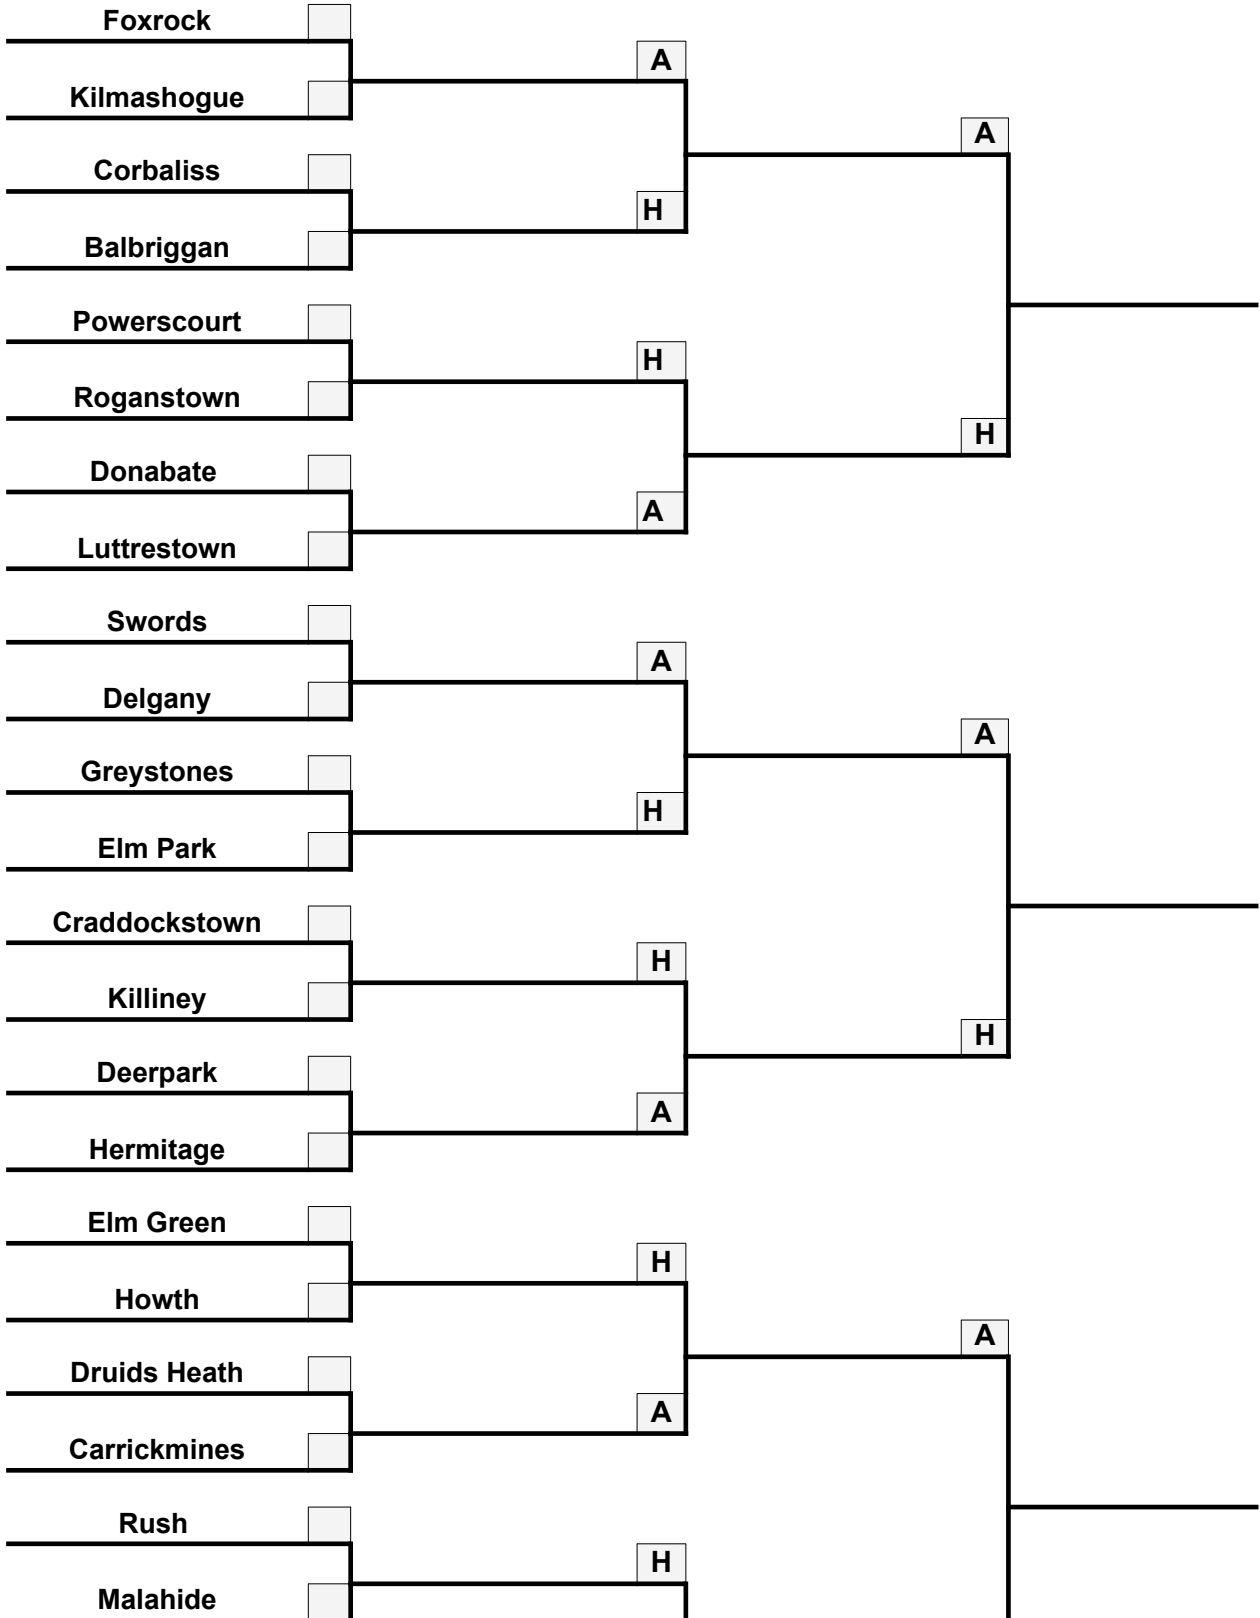 Foxrock
A
Kilmashogue
A
Corbaliss
H
Balbriggan
Powerscourt
H
Roganstown
H
Donabate
A
Luttrestown
Swords
A
Delgany
A
Greystones
H
Elm Park
Craddockstown
H
Killiney
H
Deerpark
A
Hermitage
Elm Green
H
Howth
A
Druids Heath
A
Carrickmines
Rush
H
Malahide